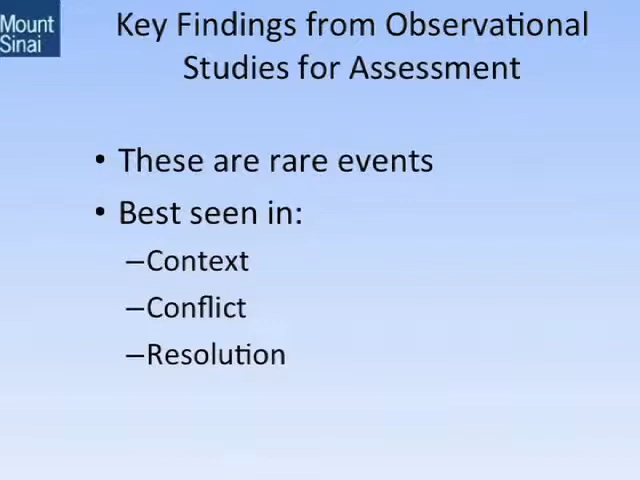 Mount
Sinai
Key Findings from Observational
Studies for Assessment
• These are rare events
• Best seen in:
–Context
–Conflict
–Resolution